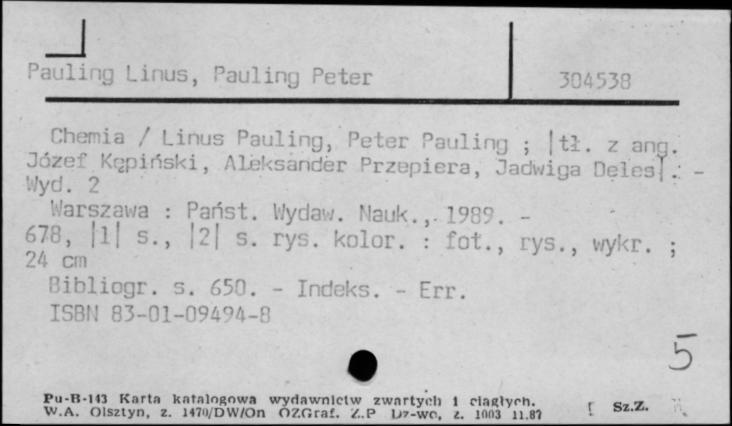 Pauling Linus, Pauling Peter 304538
Chemia / Linus Pauling, Peter Pauling ; |tł. z ang.
Józef Kępiński, Aleksander Przepiera, Jadwiga Deles|. -
Wyd. 2
Warszawa : Państ. Wydaw. Nauk., 1989. -
678, |1| s., |2| s. rys. kolor. : fot., rys., wykr. ;
24 cm
Bibliogr. s. 650. - Indeks. - Err.
ISBN 83-01-09494-8
5
Pu-B-143 Karta katalogowa wydawnictw zwartych i ciągłych.
W.A. Olsztyn, z. 1470/DW/On OZGraf. Z.P Dz-wo, z. 1003 11.87
Sz.Z.